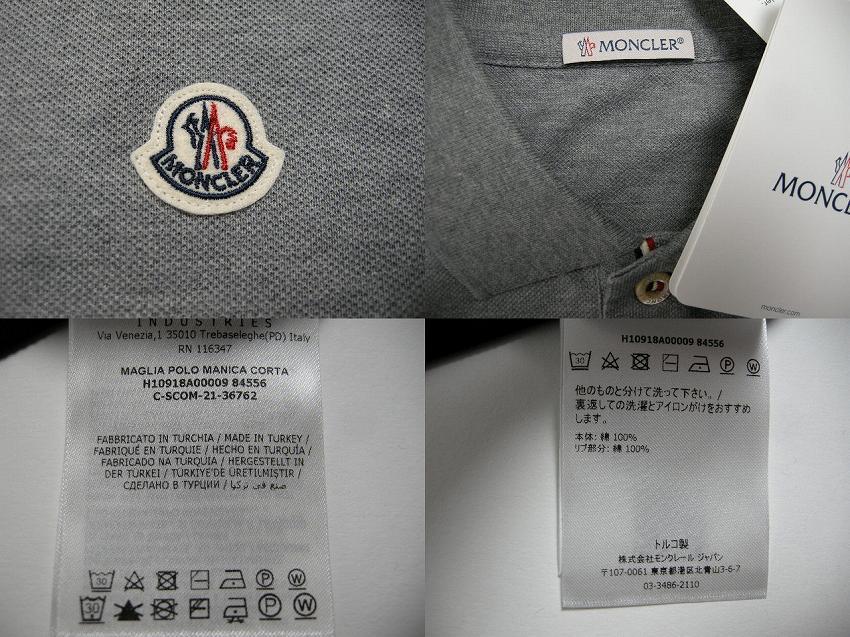 MONCLER
MONCLER®
MONCLER
moncler.com
INDUSTRIES
Via Venezia,1 35010 Trebaseleghe(PD) Italy
RN 116347
MAGLIA POLO MANICA CORTA
H10918A00009 84556
C-SCOM-21-36762
FABBRICATO IN TURCHIA / MADE IN TURKEY /
FABRIQUÉ EN TURQUIE / HECHO EN TURQUÍA /
FABRICADO NA TURQUIA / HERGESTELLT IN
DER TÜRKEI / TÜRKİYE'DE ÜRETILMIŞTIR /
СДЕЛАНО В ТУРЦИИ / صنع في تركيا
30
30
H10918A00009 84556
30
他のものと分けて洗って下さい。/
裏返しての洗濯とアイロンがけをおすすめ
します。
本体: 綿 100%
リブ部分: 綿 100%
トルコ製
株式会社モンクレール ジャパン
〒107-0061 東京都港区北青山3-6-7
03-3486-2110